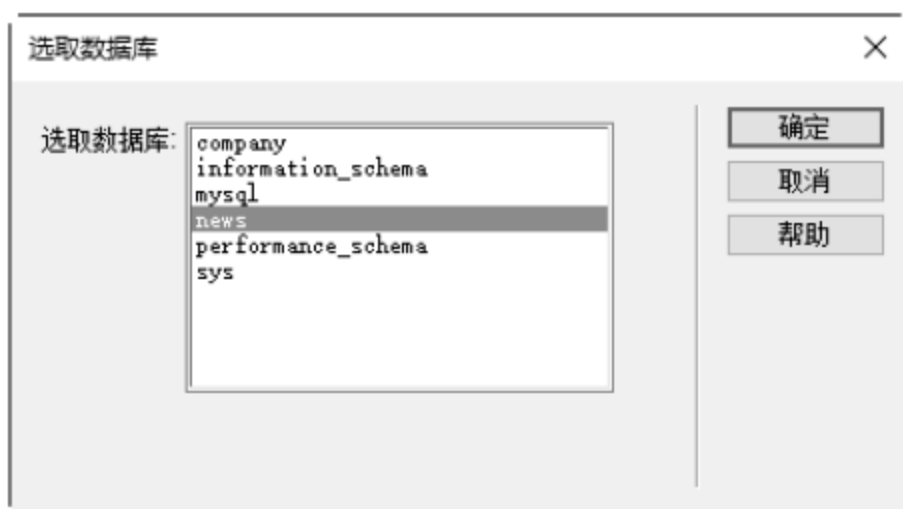 选取数据库
选取数据库:
company
information_schema
mysql
news
performance_schema
sys
确定
取消
帮助